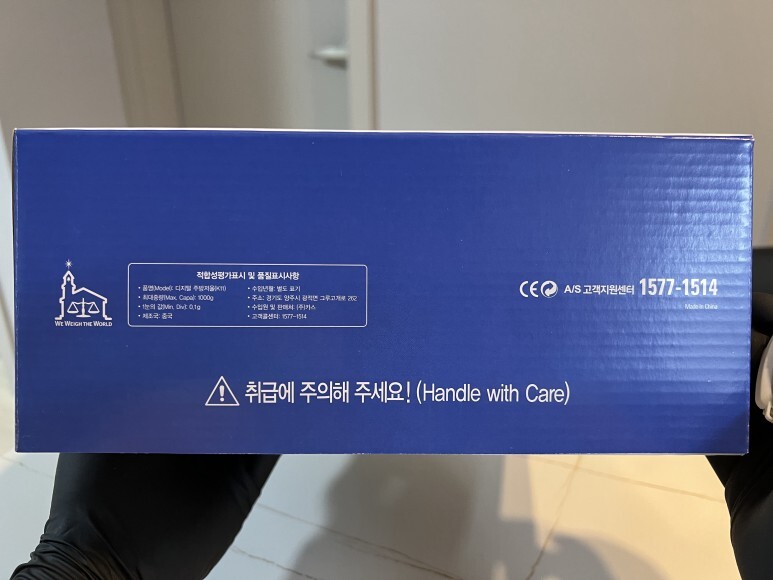 적합성평가표시 및 품질표시사항
• 품명(Model): 디지털 주방저울(K11)
• 최대중량(Max. Capa): 1000g
• 1눈의 값(Min. Div): 0.1g
• 제조국: 중국
• 수입년월: 별도 표기
• 주소: 경기도 양주시 광적면 그루고개로 262
• 수입원 및 판매처: (주)카스
• 고객콜센터: 1577-1514
WE WEIGH THE WORLD
CE A/S 고객지원센터 1577-1514
Made in China
취급에 주의해 주세요! (Handle with Care)